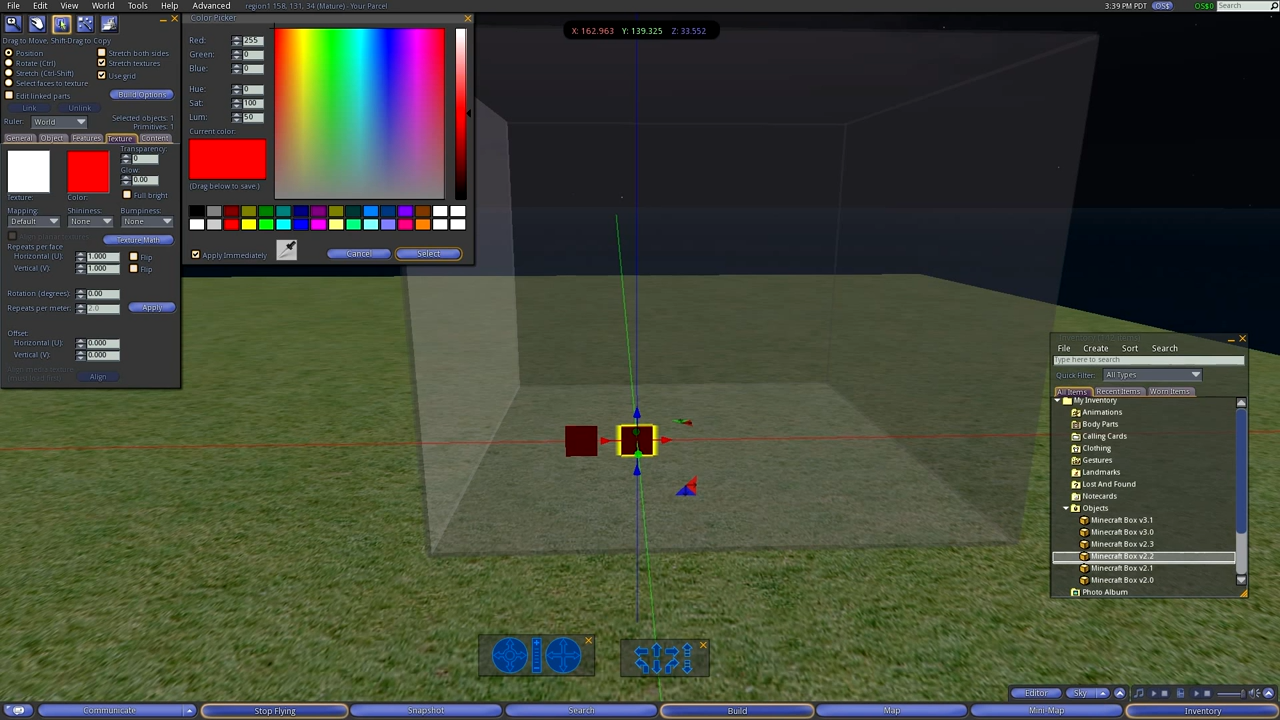 File Edit View World Tools Help Advanced region1 158, 131, 34 (Mature) - Your Parcel 3:39 PM PDT OS$ OS$0 Search
Drag to Move, Shift-Drag to Copy
Position
Rotate (Ctrl)
Stretch (Ctrl-Shift)
Select faces to texture
Stretch both sides
Stretch textures
Use grid
Edit linked parts
Build Options
Link Unlink
Selected objects: 1
Primitives: 1
Ruler: World
General Object Features Texture Content
Texture:
Color:
Transparency:
0
Glow:
0.00
Full bright
Mapping: Shininess: Bumpiness:
Default None None
Texture Math
Repeats per face
Horizontal (U): 1.000 Flip
Vertical (V): 1.000 Flip
Rotation (degrees): 0.00
Repeats per meter: 2.0 Apply
Offset:
Horizontal (U): 0.000
Vertical (V): 0.000
Align
Color Picker
Red: 255
Green: 0
Blue: 0
Hue: 0
Sat: 100
Lum: 50
Current color:
(Drag below to save.)
Apply Immediately
Cancel Select
X: 162.963 Y: 139.325 Z: 33.552
File Create Sort Search
Type here to search
Quick Filter: All Types
All Items Recent Items Worn Items
My Inventory
Animations
Body Parts
Calling Cards
Clothing
Gestures
Landmarks
Lost And Found
Notecards
Objects
Minecraft Box v3.1
Minecraft Box v3.0
Minecraft Box v2.3
Minecraft Box v2.2
Minecraft Box v2.1
Minecraft Box v2.0
Photo Album
Editor Sky
Communicate Stop Flying Snapshot Search Build Map Mini-Map Inventory